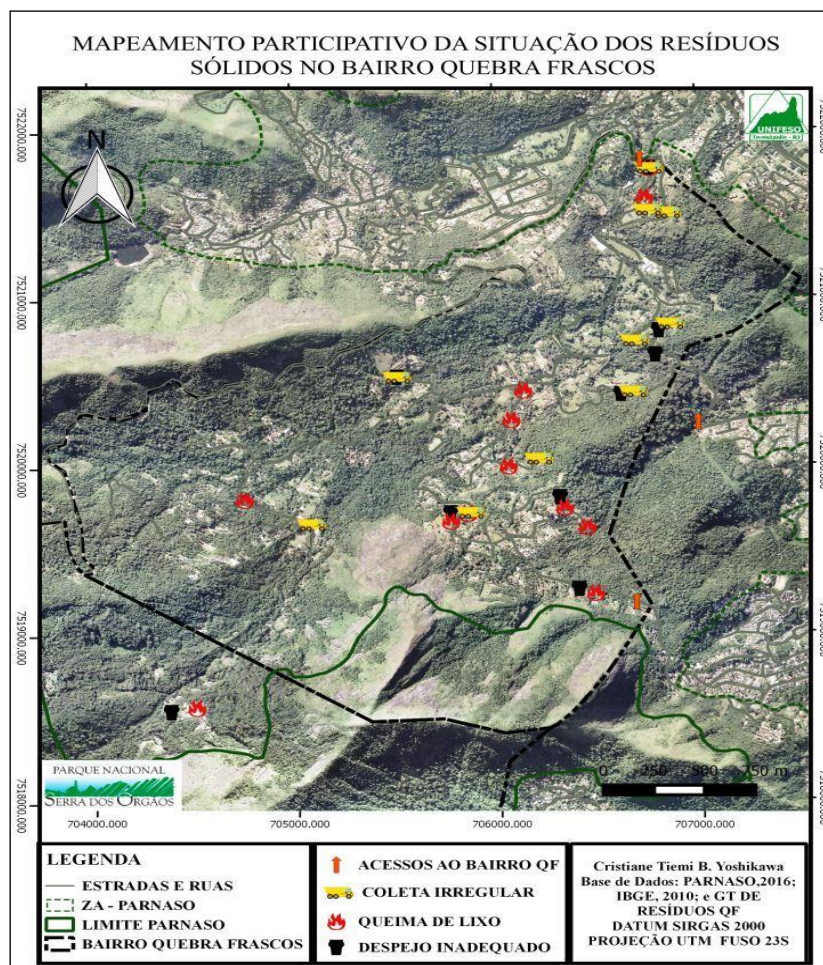 MAPEAMENTO PARTICIPATIVO DA SITUAÇÃO DOS RESÍDUOS
SÓLIDOS NO BAIRRO QUEBRA FRASCOS
N
UNIFESO
7522000,000
7521000,000
7520000,000
7519000,000
7518000,000
PARQUE NACIONAL
SERRA DOS ÓRGÃOS
0 250 500 750 m
704000.000 705000.000 706000.000 707000.000
LEGENDA
ESTRADAS E RUAS
ZA - PARNASO
LIMITE PARNASO
BAIRRO QUEBRA FRASCOS
ACESSOS AO BAIRRO QF
COLETA IRREGULAR
QUEIMA DE LIXO
DESPEJO INADEQUADO
Cristiane Tiemi B. Yoshikawa
Base de Dados: PARNASO,2016;
IBGE, 2010; e GT DE
RESÍDUOS QF
DATUM SIRGAS 2000
PROJEÇÃO UTM FUSO 23S